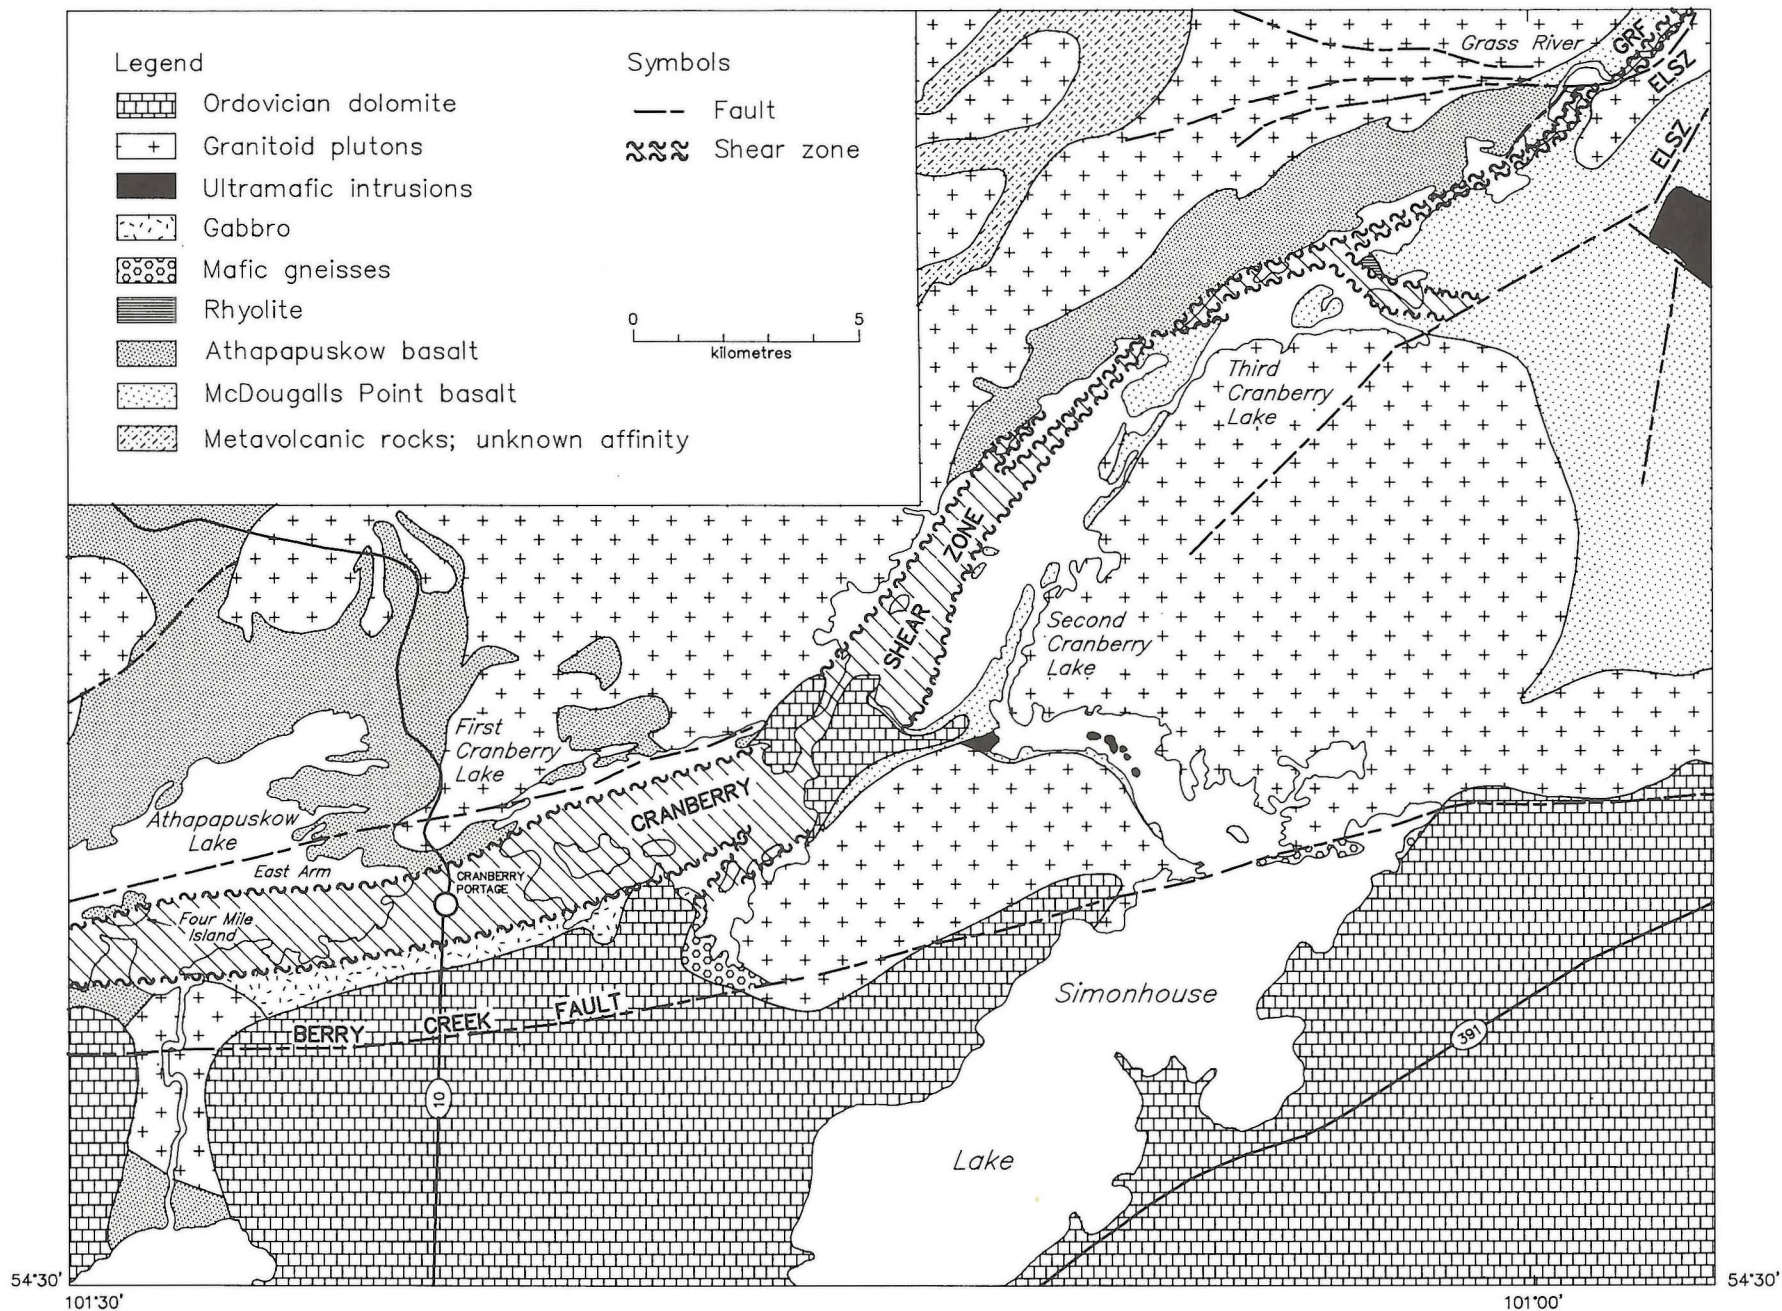 Legend
Ordovician dolomite
Granitoid plutons
Ultramafic intrusions
Gabbro
Mafic gneisses
Rhyolite
Athapapuskow basalt
McDougalls Point basalt
Metavolcanic rocks; unknown affinity
Symbols
Fault
Shear zone
0 5
kilometres
Grass River
GRF
ELSZ
ELSZ
Third
Cranberry
Lake
ZONE
SHEAR
Second
Cranberry
Lake
First
Cranberry
Lake
CRANBERRY
Athapapuskow
Lake
East Arm
CRANBERRY
PORTAGE
Four Mile
Island
Simonhouse
BERRY CREEK FAULT
391
10
Lake
54°30' 54°30'
101°30' 101°00'